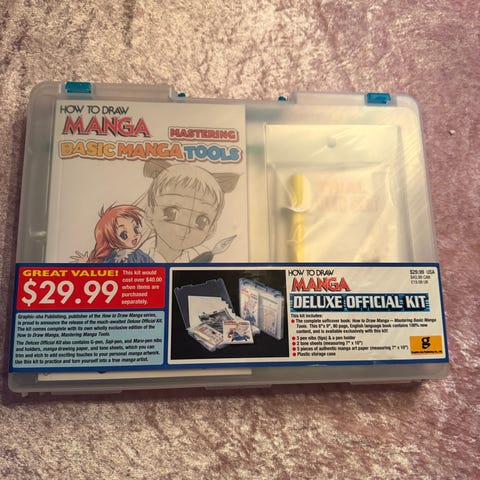 HOW TO DRAW
MANGA
MASTERING
BASIC MANGA TOOLS
GREAT VALUE!
$29.99
This kit would
cost over $40.00
when items are
purchased
separately.
Graphic-sha Publishing, publisher of the How to Draw Manga series,
is proud to announce the release of the much-awaited Deluxe Official Kit.
The kit comes complete with its own wholly exclusive edition of the
How to Draw Manga, Mastering Manga Tools.
The Deluxe Official Kit also contains G-pen, Saji-pen, and Maru-pen nibs,
and holders, manga drawing paper, and tone sheets, which you can
trim and etch to add exciting touches to your personal manga artwork.
Use this kit to practice and turn yourself into a true manga artist.
HOW TO DRAW
MANGA
DELUXE OFFICIAL KIT
$29.99 USA
This kit includes:
• The complete softcover book: How to Draw Manga — Mastering Basic Manga
Tools. This 6" x 9", 80 page, English language book contains 100% new
content, and is available exclusively with this kit!
• 3 pen nibs (tips) & a pen holder
• 2 tone sheets (measuring 7" x 10")
• 5 pieces of authentic manga art paper (measuring 7" x 10")
• Plastic storage case
g